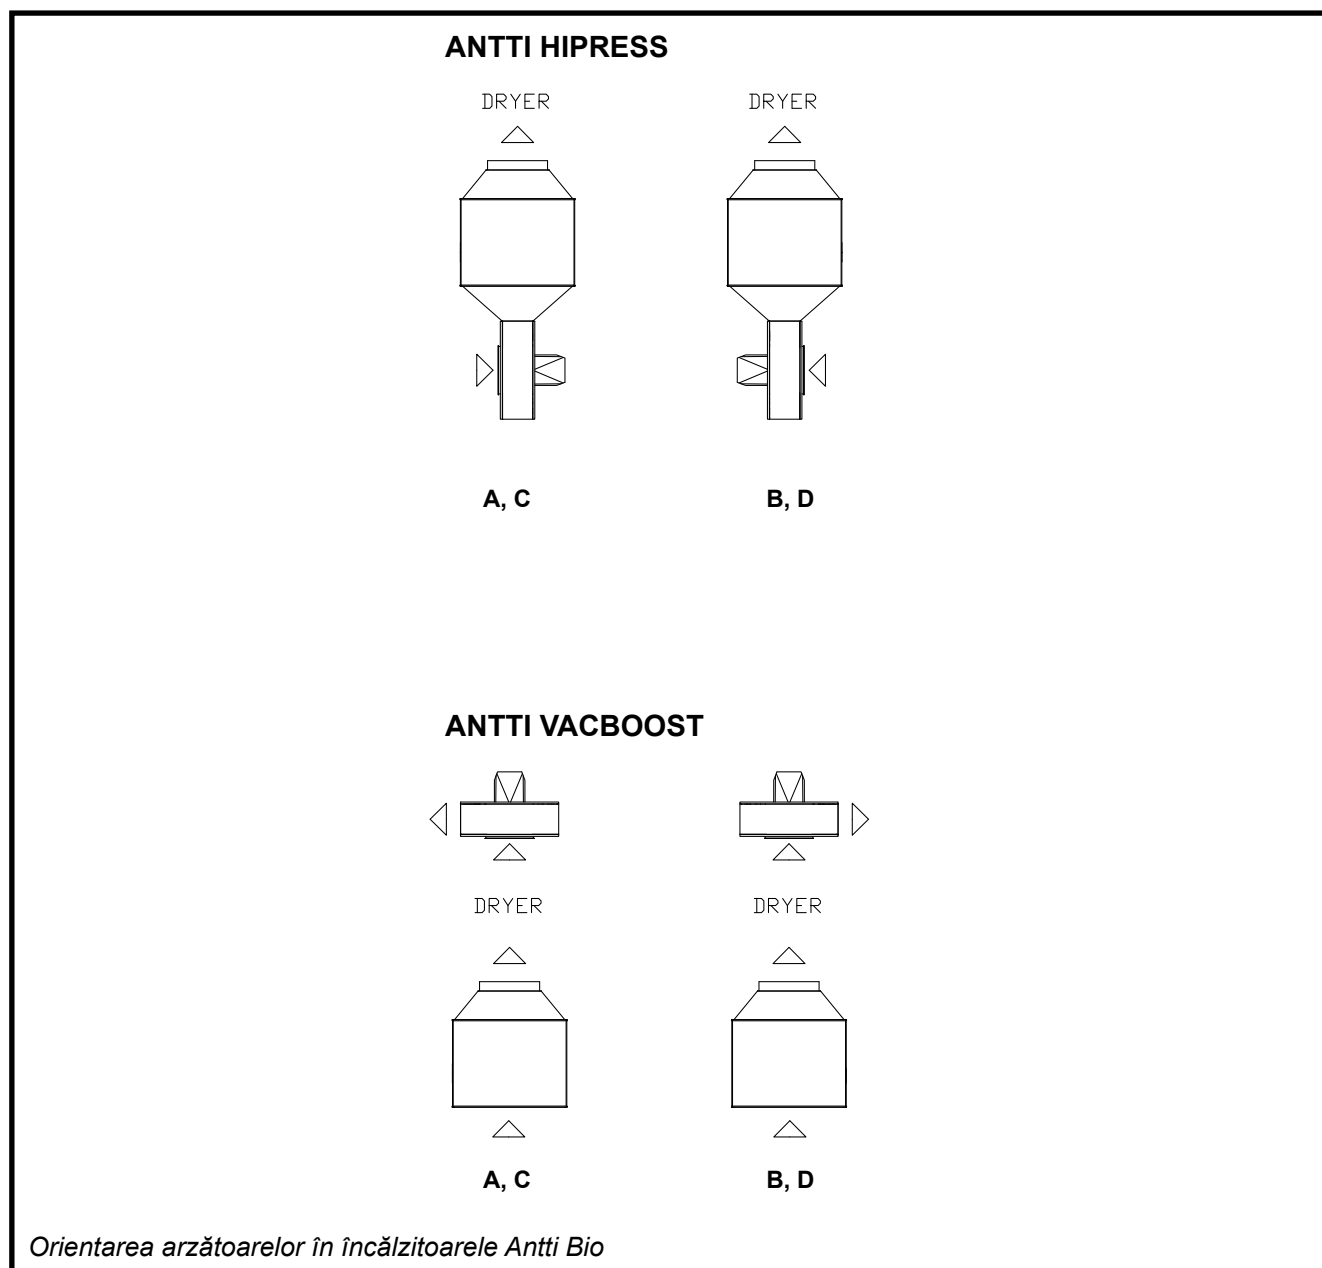 ANTTI HIPRESS
DRYER DRYER
A, C B, D
ANTTI VACBOOST
DRYER DRYER
A, C B, D
Orientarea arzătoarelor în încălzitoarele Antti Bio